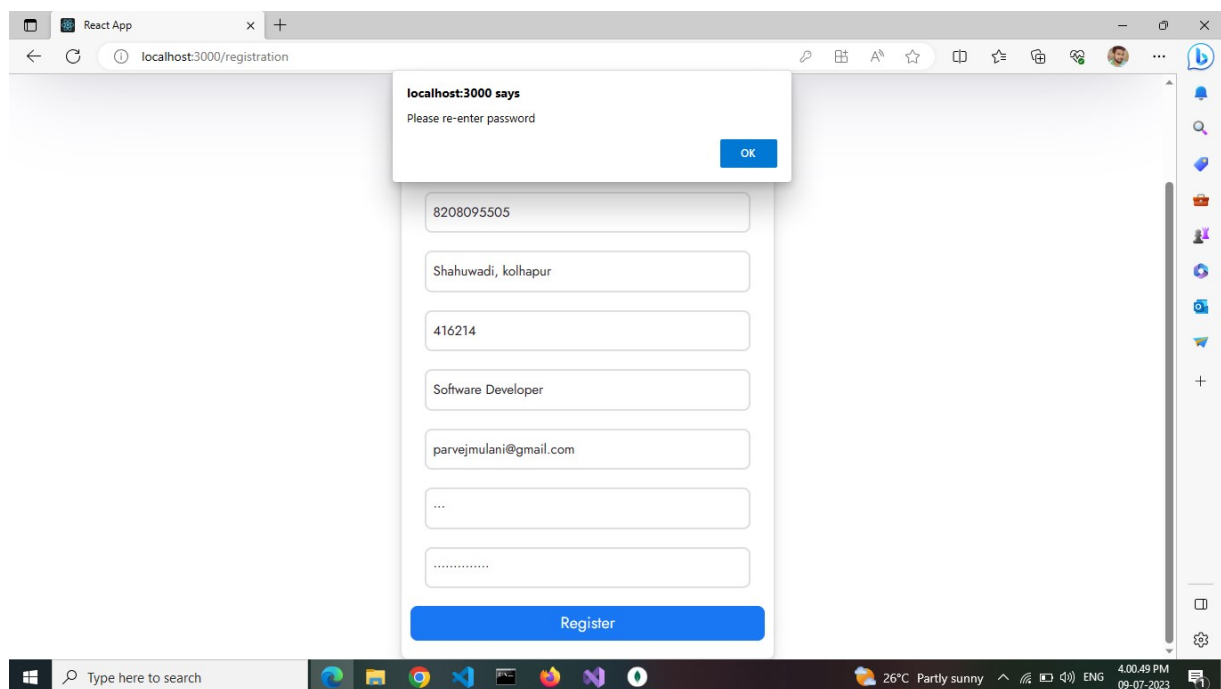 React App
localhost:3000/registration
localhost:3000 says
Please re-enter password
OK
8208095505
Shahuwadi, kolhapur
416214
Software Developer
parvejmulani@gmail.com
...
..............
Register
Type here to search
26°C Partly sunny
ENG
4.00.49 PM
09-07-2023